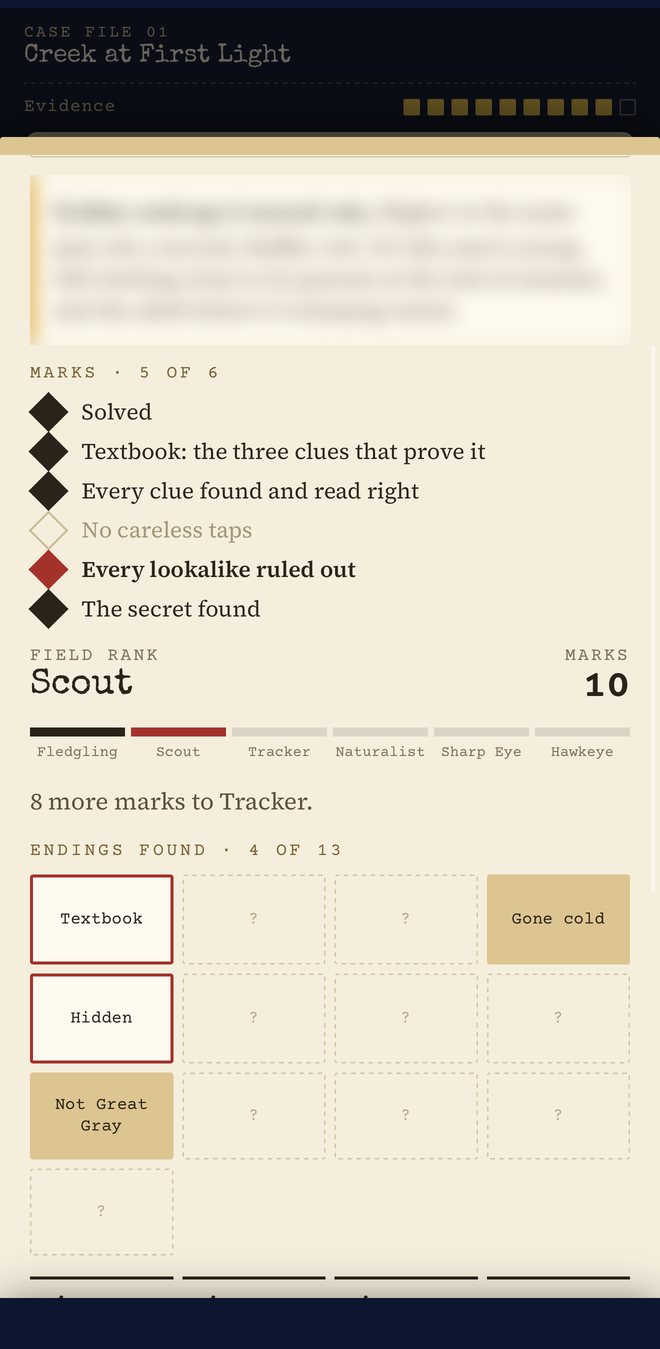 CASE FILE 01
Creek at First Light
Evidence
MARKS · 5 OF 6
Solved
Textbook: the three clues that prove it
Every clue found and read right
No careless taps
Every lookalike ruled out
The secret found
FIELD RANK
MARKS
Scout
10
Fledgling
Scout
Tracker
Naturalist
Sharp Eye
Hawkeye
8 more marks to Tracker.
ENDINGS FOUND · 4 OF 13
Textbook
?
?
Gone cold
Hidden
?
?
?
Not Great
Gray
?
?
?
?